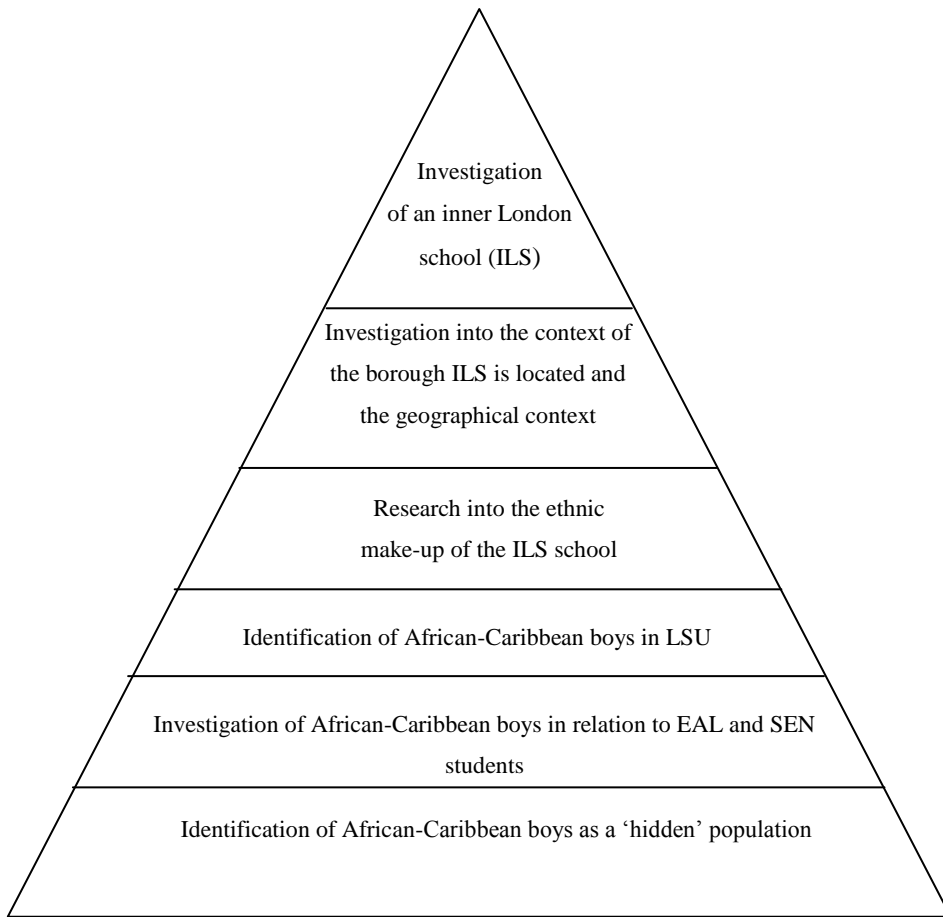 Investigation
of an inner London
school (ILS)
Investigation into the context of
the borough ILS is located and
the geographical context
Research into the ethnic
make-up of the ILS school
Identification of African-Caribbean boys in LSU
Investigation of African-Caribbean boys in relation to EAL and SEN
students
Identification of African-Caribbean boys as a ‘hidden’ population